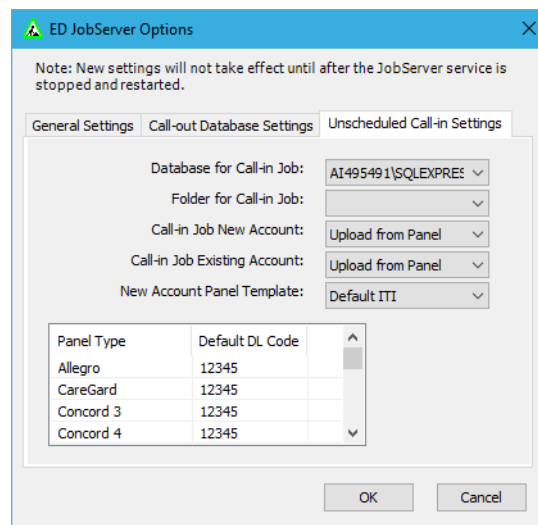 ED JobServer Options
Note: New settings will not take effect until after the JobServer service is
stopped and restarted.
General Settings Call-out Database Settings Unscheduled Call-in Settings
Database for Call-in Job: AI495491\SQLEXPRES
Folder for Call-in Job:
Call-in Job New Account: Upload from Panel
Call-in Job Existing Account: Upload from Panel
New Account Panel Template: Default ITI
Panel Type Default DL Code
Allegro 12345
CareGard 12345
Concord 3 12345
Concord 4 12345
OK Cancel